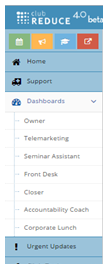 club
REDUCE 4.0 beta
Home
Support
Dashboards
Owner
Telemarketing
Seminar Assistant
Front Desk
Closer
Accountability Coach
Corporate Lunch
Urgent Updates